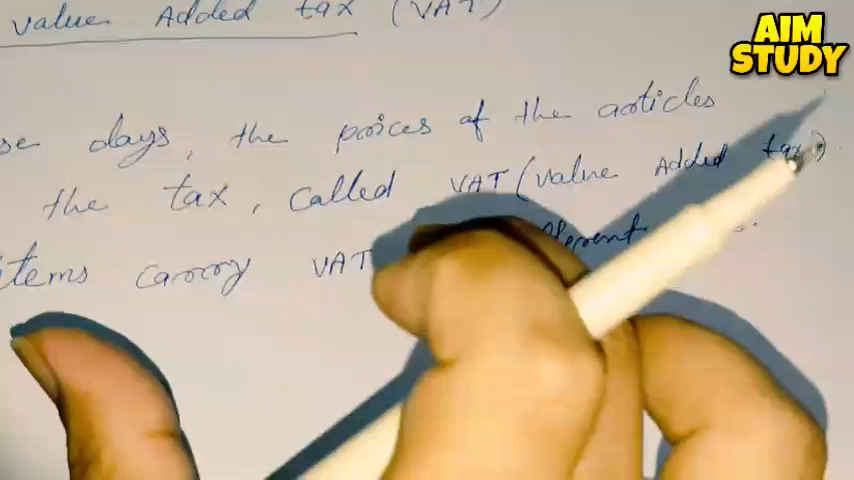 value Added tax (VAT)
AIM
STUDY
se days, the prices of the articles
the tax, called VAT (value Added tax).
items carry VAT